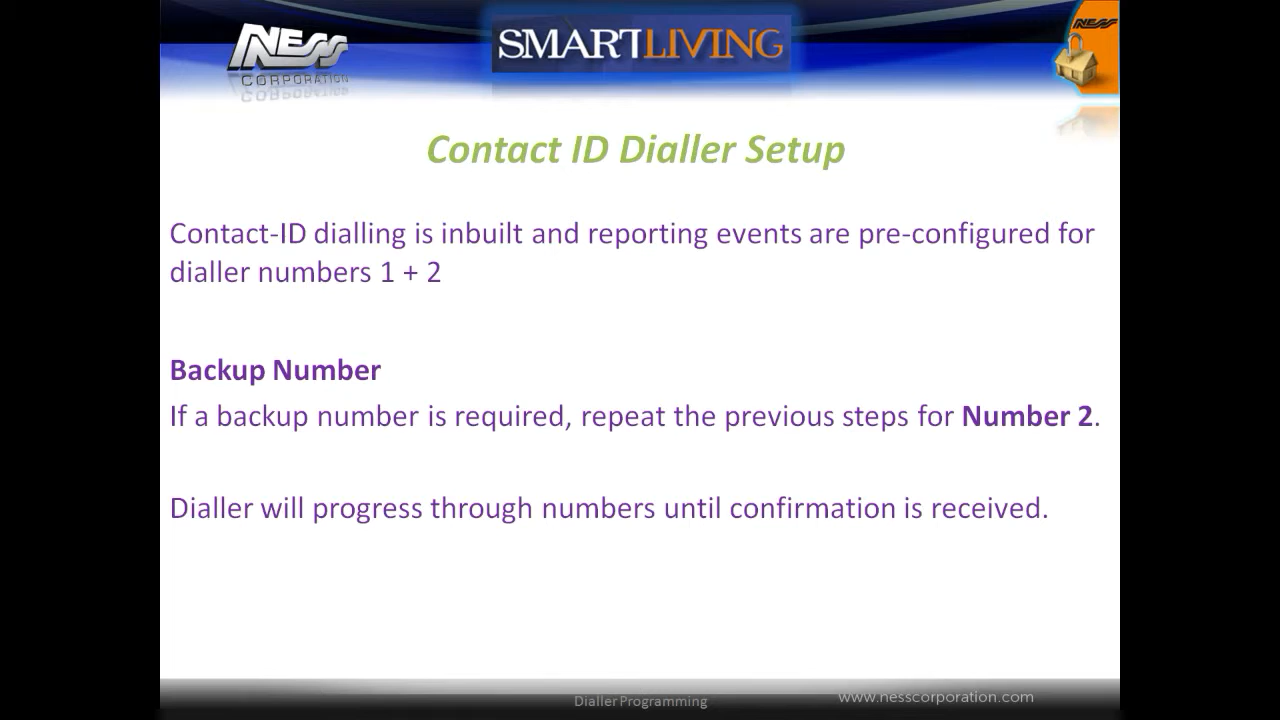 NESS
CORPORATION
SMARTLIVING
NESS
Contact ID Dialler Setup
Contact-ID dialling is inbuilt and reporting events are pre-configured for
dialler numbers 1 + 2
Backup Number
If a backup number is required, repeat the previous steps for Number 2.
Dialler will progress through numbers until confirmation is received.
Dialler Programming
www.nesscorporation.com